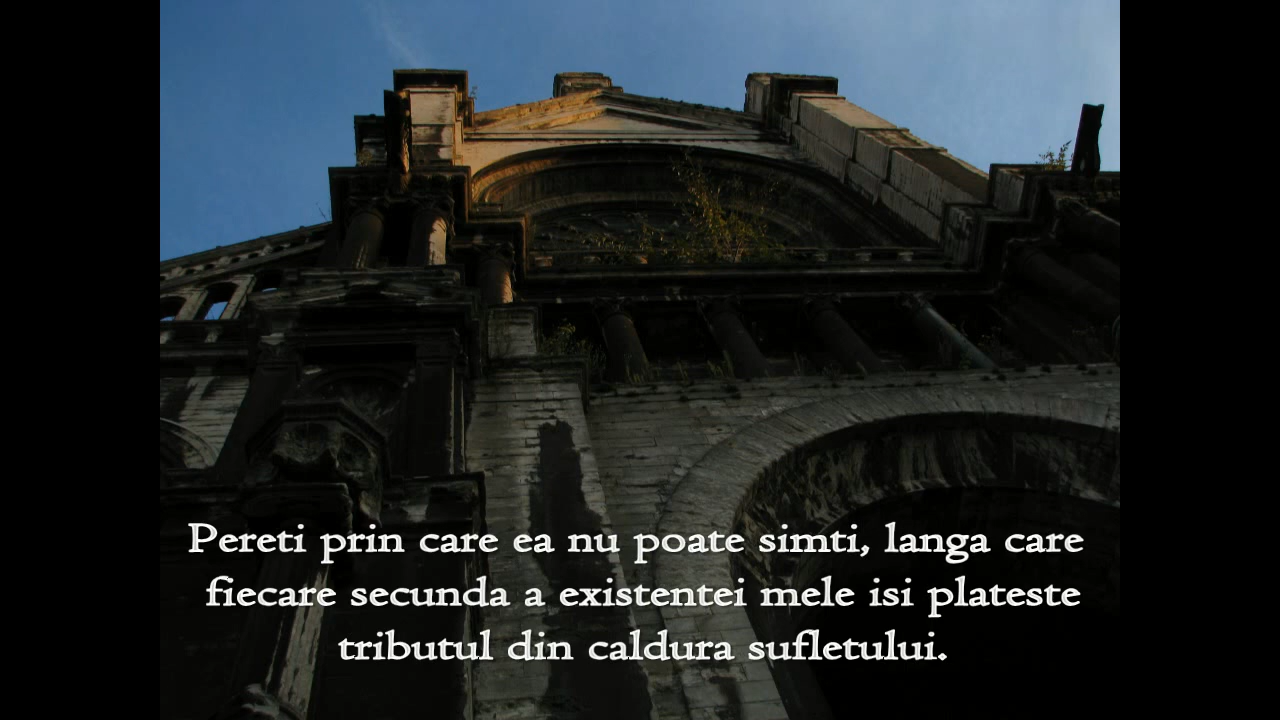 Pereti prin care ea nu poate simti, langa care
fiecare secunda a existentei mele isi plateste
tributul din caldura sufletului.